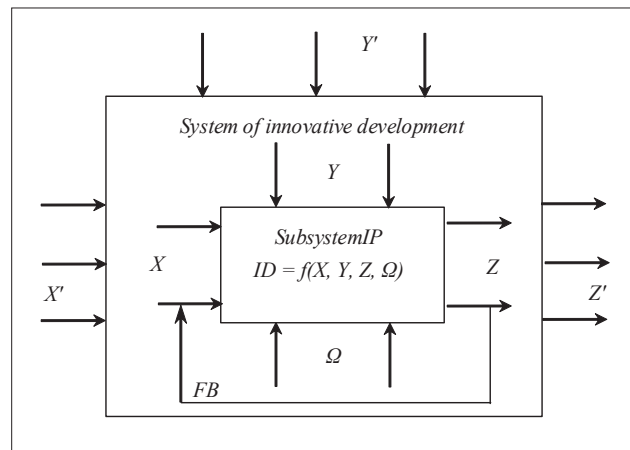 Y'
System of innovative development
Y
SubsystemIP
X
ID = f(X, Y, Z, Ω)
Z
X'
Z'
Ω
FB